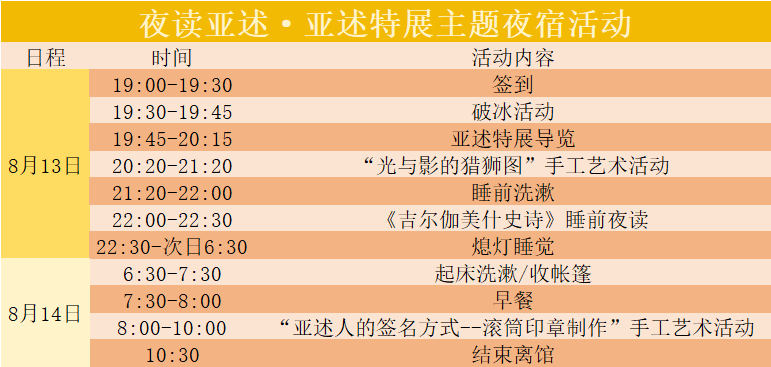 夜读亚述·亚述特展主题夜宿活动
日程 时间 活动内容
8月13日
19:00-19:30 签到
19:30-19:45 破冰活动
19:45-20:15 亚述特展导览
20:20-21:20 “光与影的猎狮图”手工艺术活动
21:20-22:00 睡前洗漱
22:00-22:30 《吉尔伽美什史诗》睡前夜读
22:30-次日6:30 熄灯睡觉
8月14日
6:30-7:30 起床洗漱/收帐篷
7:30-8:00 早餐
8:00-10:00 “亚述人的签名方式--滚筒印章制作”手工艺术活动
10:30 结束离馆